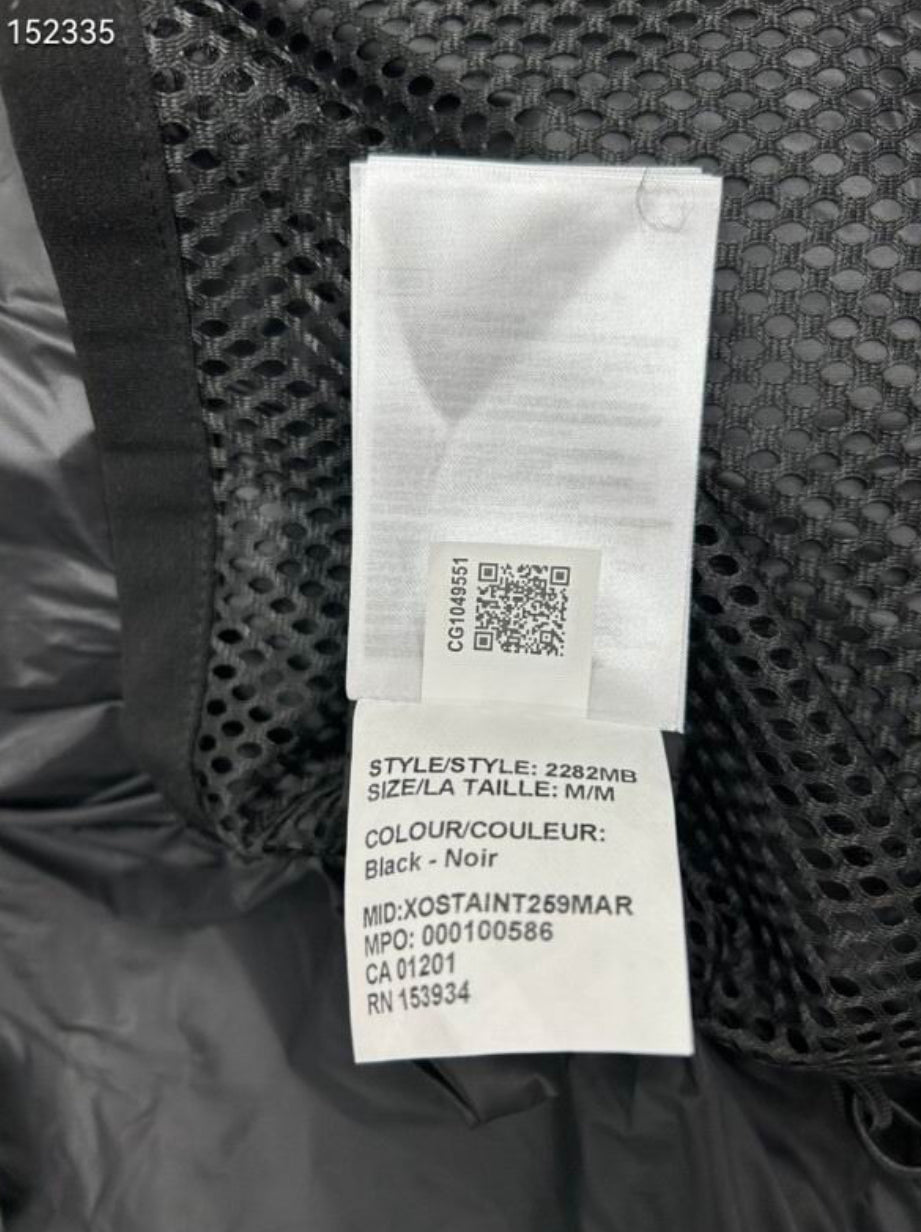 152335
CG1049551
STYLE/STYLE: 2282MB
SIZE/LA TAILLE: M/M
COLOUR/COULEUR:
Black - Noir
MID:XOSTAINT259MAR
MPO: 000100586
CA 01201
RN 153934